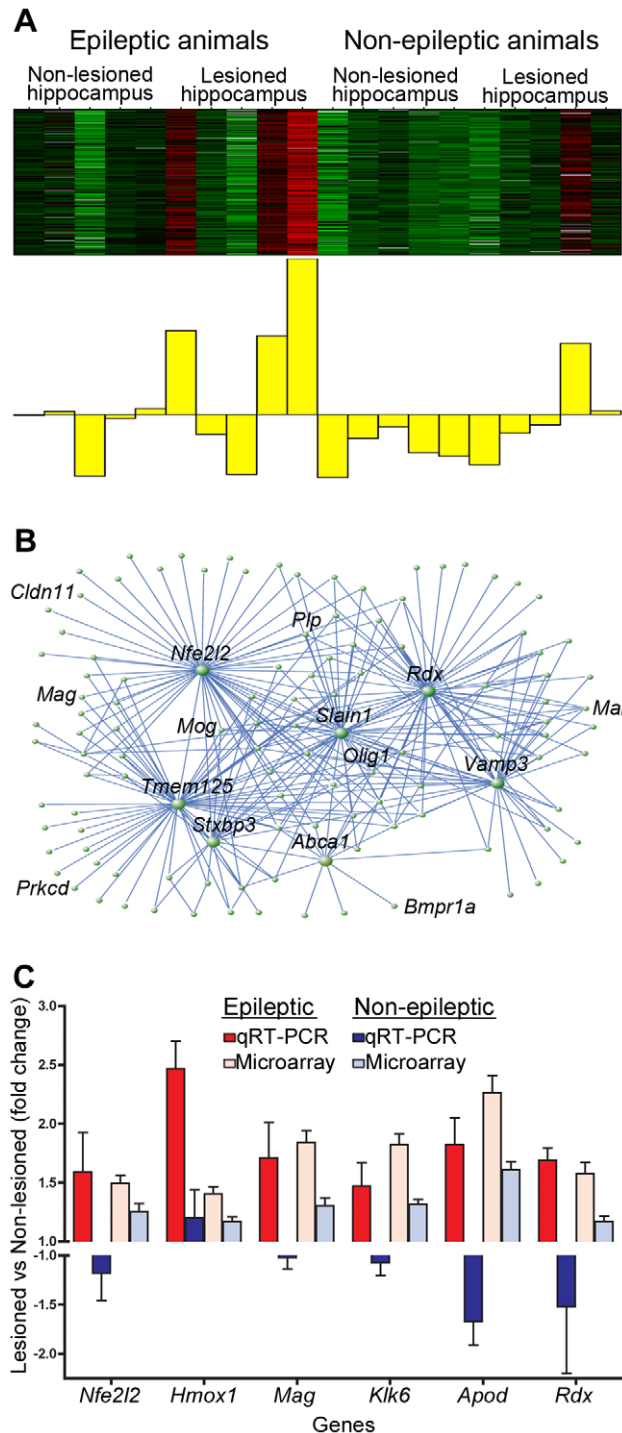 A
Epileptic animals Non-epileptic animals
Non-lesioned hippocampus Lesioned hippocampus Non-lesioned hippocampus Lesioned hippocampus
B
Cldn11
Plp
Nfe2l2
Rdx
Mag
Slain1
Mal
Mog
Olig1
Vamp3
Tmem125
Stxbp3
Abca1
Prkcd
Bmpr1a
C
Lesioned vs Non-lesioned (fold change)
3.0
2.5
2.0
1.5
1.0
-1.0
-1.5
-2.0
Epileptic Non-epileptic
qRT-PCR qRT-PCR
Microarray Microarray
Nfe2l2 Hmox1 Mag Klk6 Apod Rdx
Genes